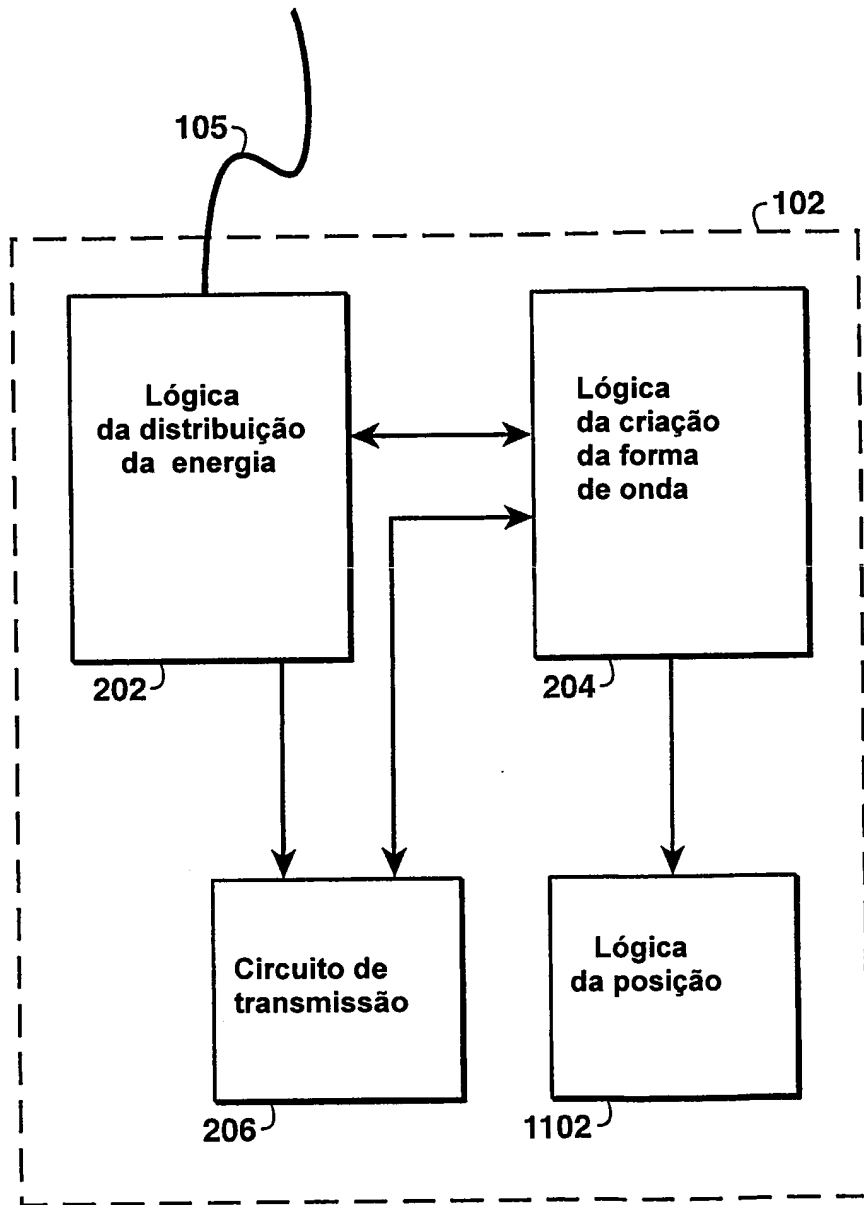 105
102
Lógica
da distribuição
da energia
Lógica
da criação
da forma
de onda
202
204
Circuito de
transmissão
Lógica
da posição
206
1102